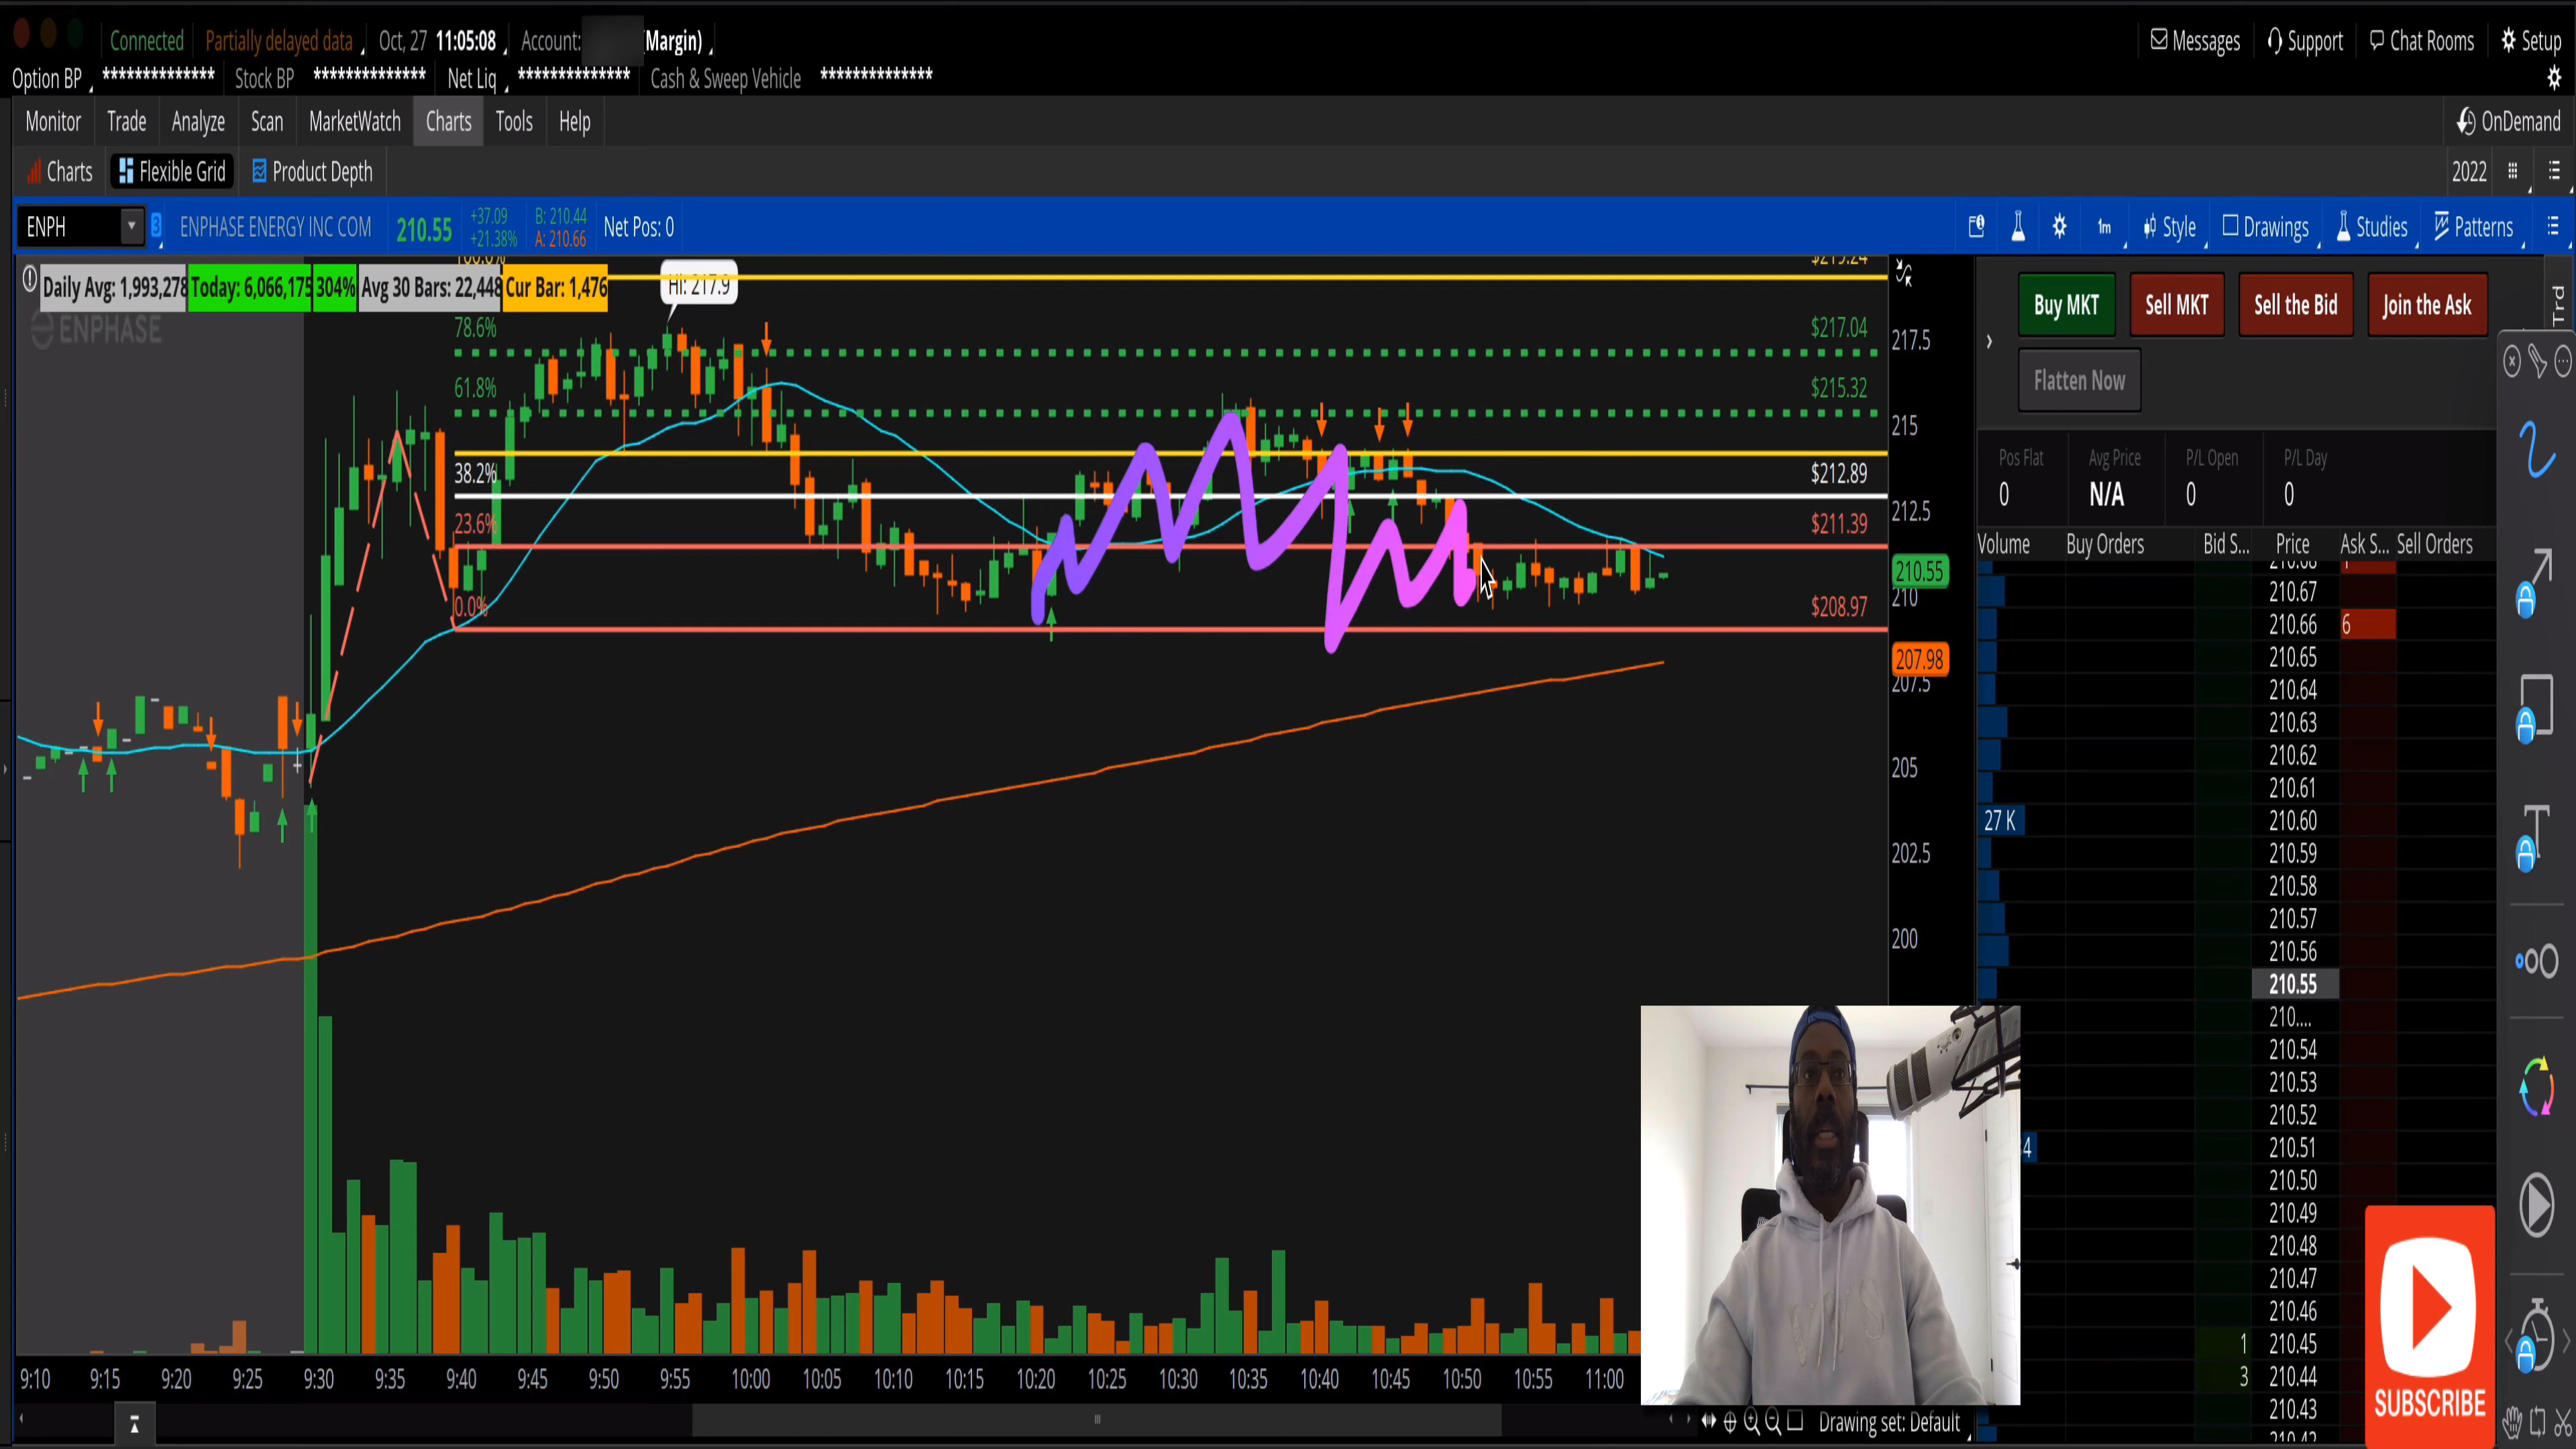 Connected Partially delayed data Oct, 27 11:05:08 Account: (Margin) Messages Support Chat Rooms Setup
Option BP ************** Stock BP ************** Net Liq ************** Cash & Sweep Vehicle **************
Monitor Trade Analyze Scan MarketWatch Charts Tools Help OnDemand
Charts Flexible Grid Product Depth 2022
ENPH 3 ENPHASE ENERGY INC COM 210.55 +37.09 +21.38% B: 210.44 A: 210.66 Net Pos: 0 1m Style Drawings Studies Patterns
Daily Avg: 1,993,278 Today: 6,066,175 304% Avg 30 Bars: 22,448 Cur Bar: 1,476
ENPHASE
Hi: 217.9
100.0% $219.24
78.6% $217.04
61.8% $215.32
38.2% $212.89
23.6% $211.39
0.0% $208.97
217.5
215
212.5
210.55
210
207.98
207.5
205
202.5
200
9:10 9:15 9:20 9:25 9:30 9:35 9:40 9:45 9:50 9:55 10:00 10:05 10:10 10:15 10:20 10:25 10:30 10:35 10:40 10:45 10:50 10:55 11:00
Drawing set: Default
Buy MKT Sell MKT Sell the Bid Join the Ask
Flatten Now
Trd
Pos Flat Avg Price P/L Open P/L Day
0 N/A 0 0
Volume Buy Orders Bid S... Price Ask S... Sell Orders
210.68 1
210.67
210.66 6
210.65
210.64
210.63
210.62
210.61
27 K 210.60
210.59
210.58
210.57
210.56
210.55
210....
210.54
210.53
210.52
4 210.51
210.50
210.49
210.48
210.47
210.46
1 210.45
3 210.44
210.43
210.42
SUBSCRIBE